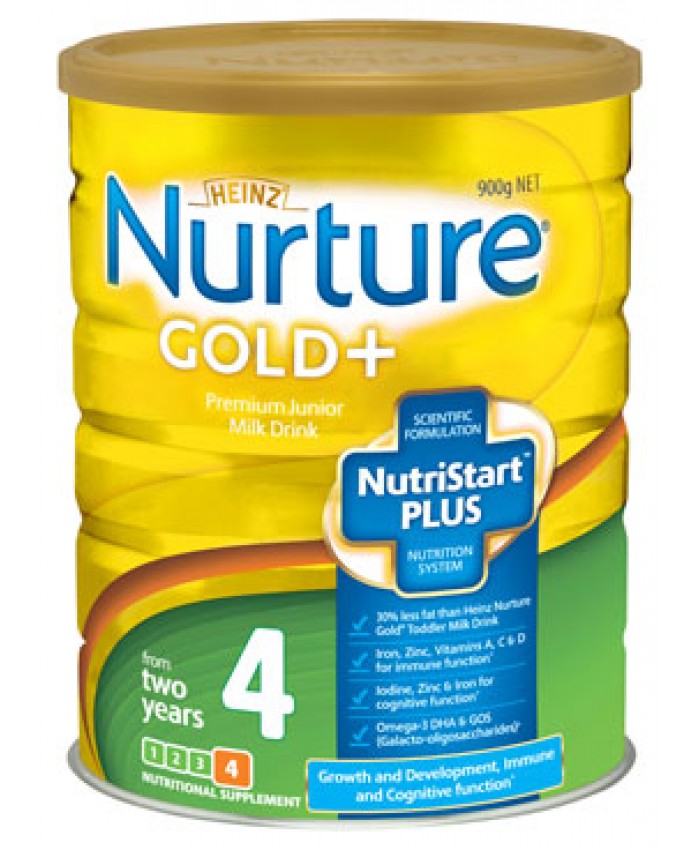 HEINZ
900g NET
Nurture®
GOLD+
Premium Junior
Milk Drink
SCIENTIFIC
FORMULATION
NutriStart™
PLUS
NUTRITION
SYSTEM
30% less fat than Heinz Nurture
Gold+ Toddler Milk Drink
Iron, Zinc, Vitamins A, C & D
for immune function*
Iodine, Zinc & Iron for
cognitive function*
Omega-3 DHA & GOS
(Galacto-oligosaccharides)
from
two
years
4
1 2 3 4
NUTRITIONAL SUPPLEMENT
Growth and Development, Immune
and Cognitive function*